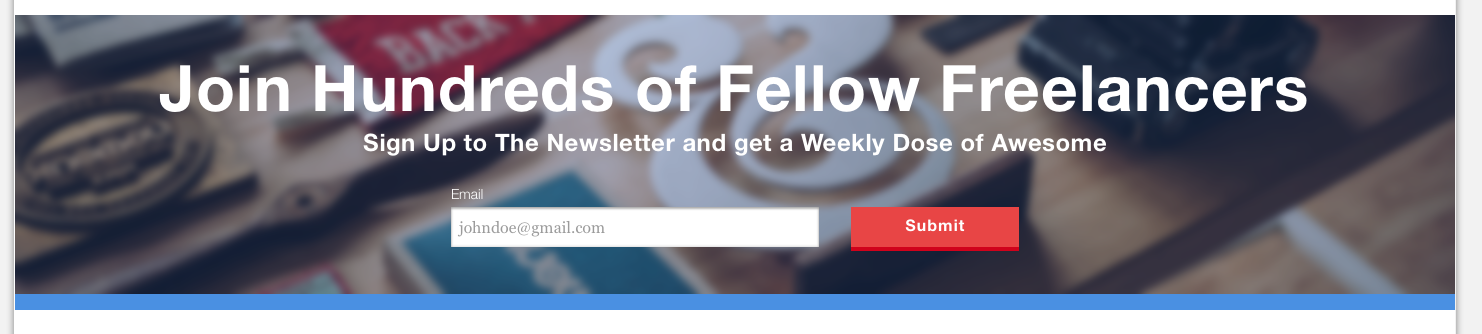 BACK
Join Hundreds of Fellow Freelancers
Sign Up to The Newsletter and get a Weekly Dose of Awesome
Email
johndoe@gmail.com
Submit